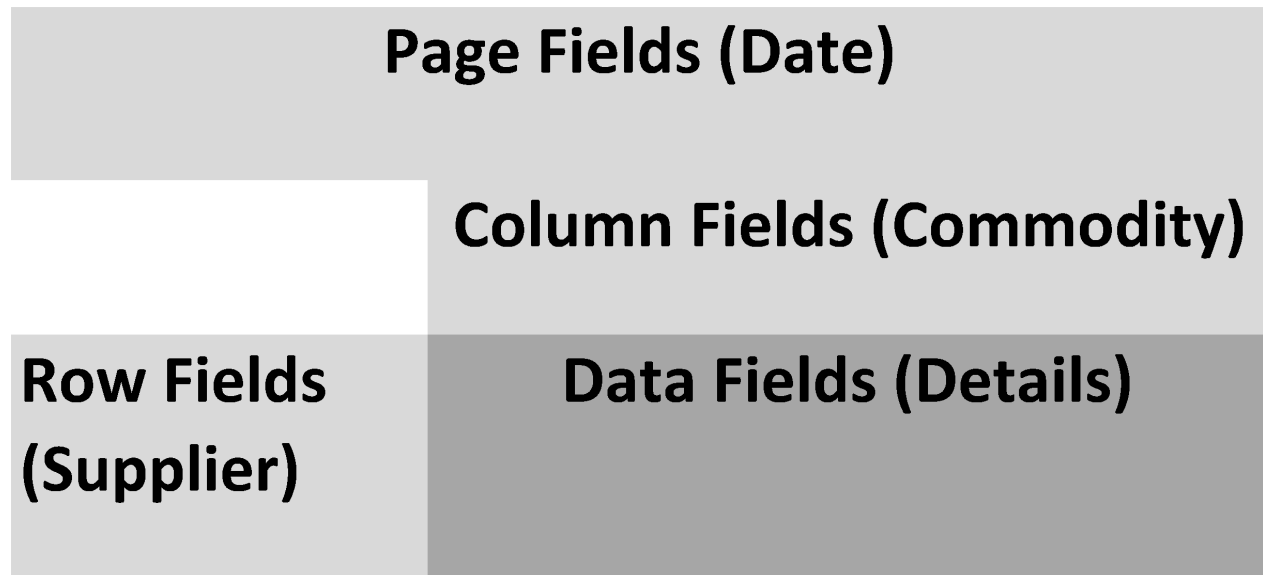 Page Fields (Date)
Column Fields (Commodity)
Row Fields
(Supplier)
Data Fields (Details)